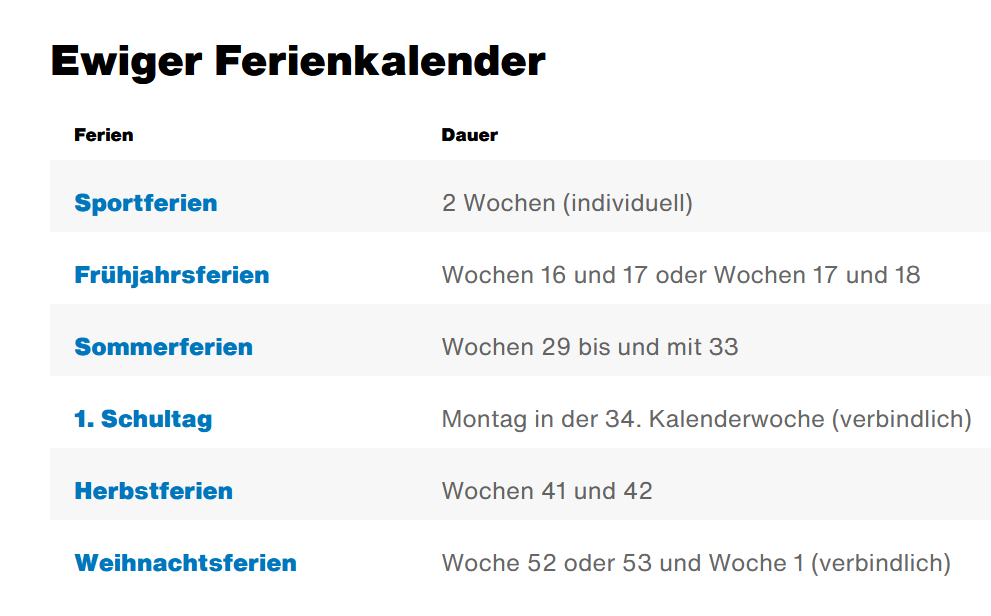 Ewiger Ferienkalender
Ferien Dauer
Sportferien 2 Wochen (individuell)
Frühjahrsferien Wochen 16 und 17 oder Wochen 17 und 18
Sommerferien Wochen 29 bis und mit 33
1. Schultag Montag in der 34. Kalenderwoche (verbindlich)
Herbstferien Wochen 41 und 42
Weihnachtsferien Woche 52 oder 53 und Woche 1 (verbindlich)